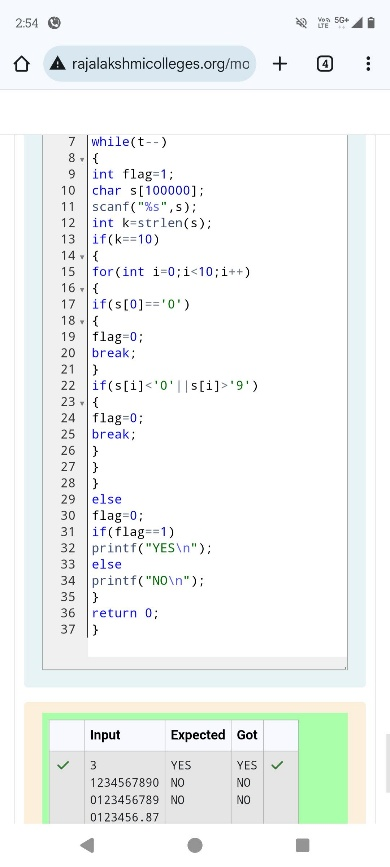 2:54
Vo))
LTE
5G+
rajalakshmicolleges.org/mo
4
7 while(t--)
8 {
9 int flag=1;
10 char s[100000];
11 scanf("%s",s);
12 int k=strlen(s);
13 if(k==10)
14 {
15 for(int i=0;i<10;i++)
16 {
17 if(s[0]=='0')
18 {
19 flag=0;
20 break;
21 }
22 if(s[i]<'0'||s[i]>'9')
23 {
24 flag=0;
25 break;
26 }
27 }
28 }
29 else
30 flag=0;
31 if(flag==1)
32 printf("YES\n");
33 else
34 printf("NO\n");
35 }
36 return 0;
37 }
Input Expected Got
3 YES YES
1234567890 NO NO
0123456789 NO NO
0123456.87